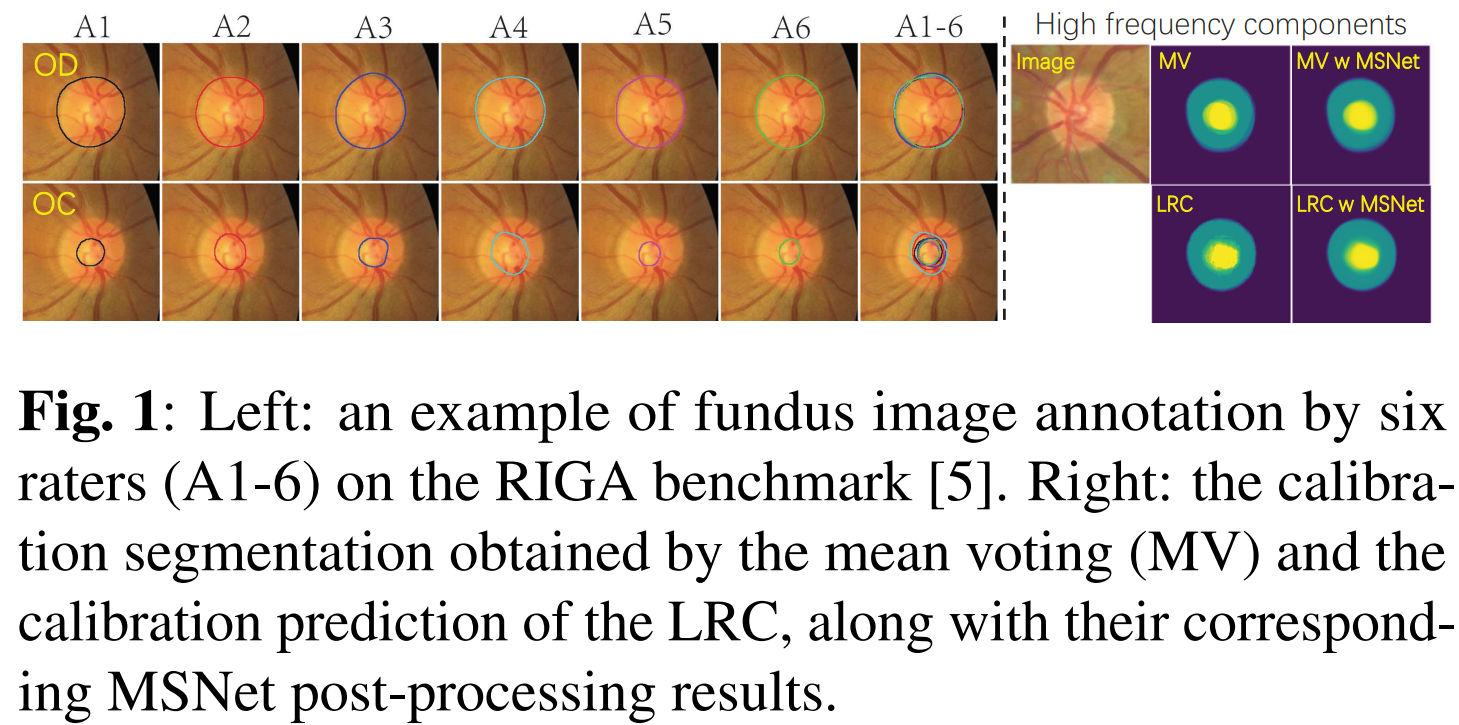 A1 A2 A3 A4 A5 A6 A1-6 High frequency components
OD Image MV MV w MSNet
OC LRC LRC w MSNet
Fig. 1: Left: an example of fundus image annotation by six
raters (A1-6) on the RIGA benchmark [5]. Right: the calibra-
tion segmentation obtained by the mean voting (MV) and the
calibration prediction of the LRC, along with their correspond-
ing MSNet post-processing results.